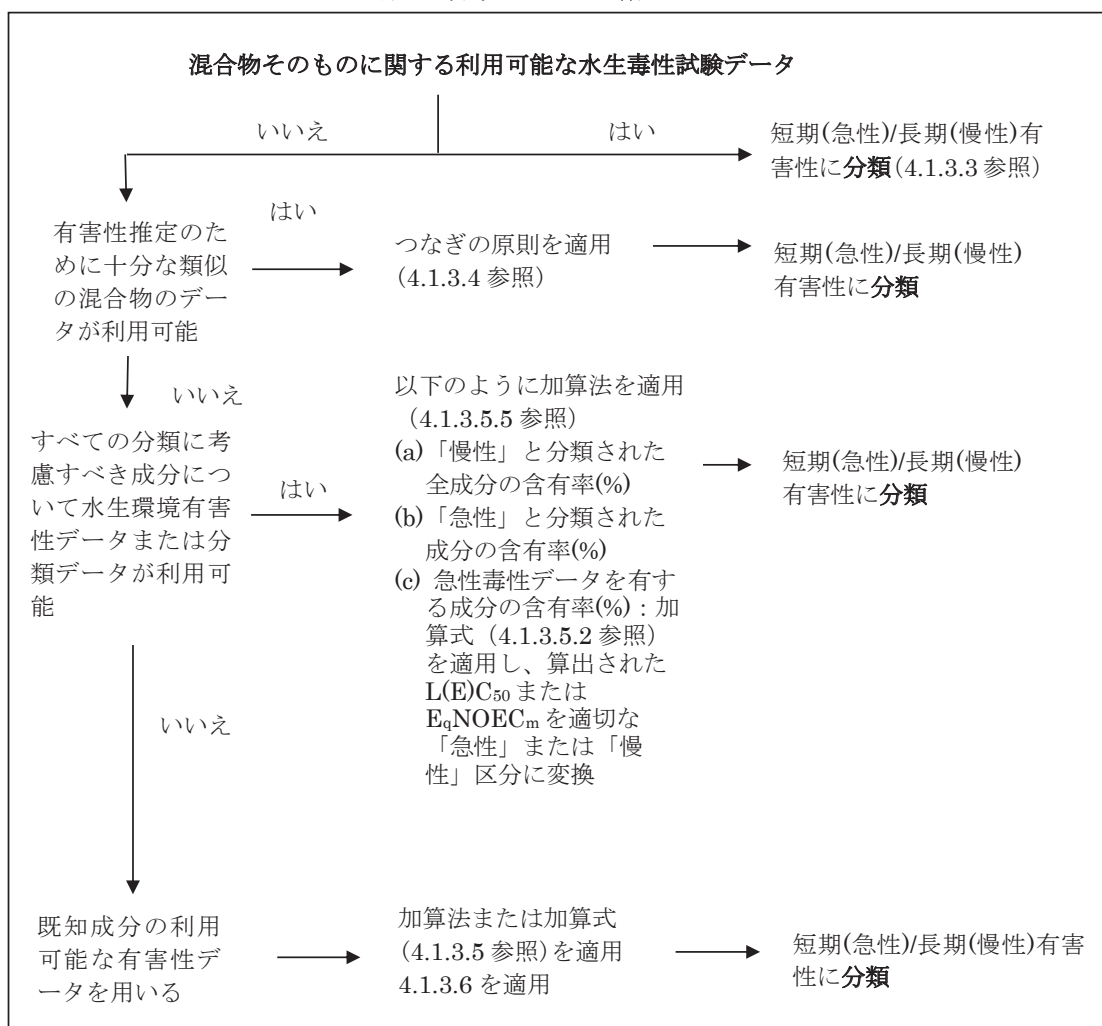 混合物そのものに関する利用可能な水生毒性試験データ
いいえ
はい
短期(急性)/長期(慢性)有
害性に分類(4.1.3.3 参照)
有害性推定のた
めに十分な類似
の混合物のデー
タが利用可能
はい
つなぎの原則を適用
(4.1.3.4 参照)
短期(急性)/長期(慢性)
有害性に分類
いいえ
すべての分類に考
慮すべき成分につ
いて水生環境有害
性データまたは分
類データが利用可
能
はい
以下のように加算法を適用
(4.1.3.5.5 参照)
(a)「慢性」と分類された
全成分の含有率(%)
(b)「急性」と分類された
成分の含有率(%)
(c) 急性毒性データを有す
る成分の含有率(%):加
算式(4.1.3.5.2 参照)
を適用し、算出された
L(E)C50 または
EqNOECm を適切な
「急性」または「慢
性」区分に変換
短期(急性)/長期(慢性)
有害性に分類
いいえ
既知成分の利用
可能な有害性デ
ータを用いる
加算法または加算式
(4.1.3.5 参照)を適用
4.1.3.6 を適用
短期(急性)/長期(慢性)有害
性に分類